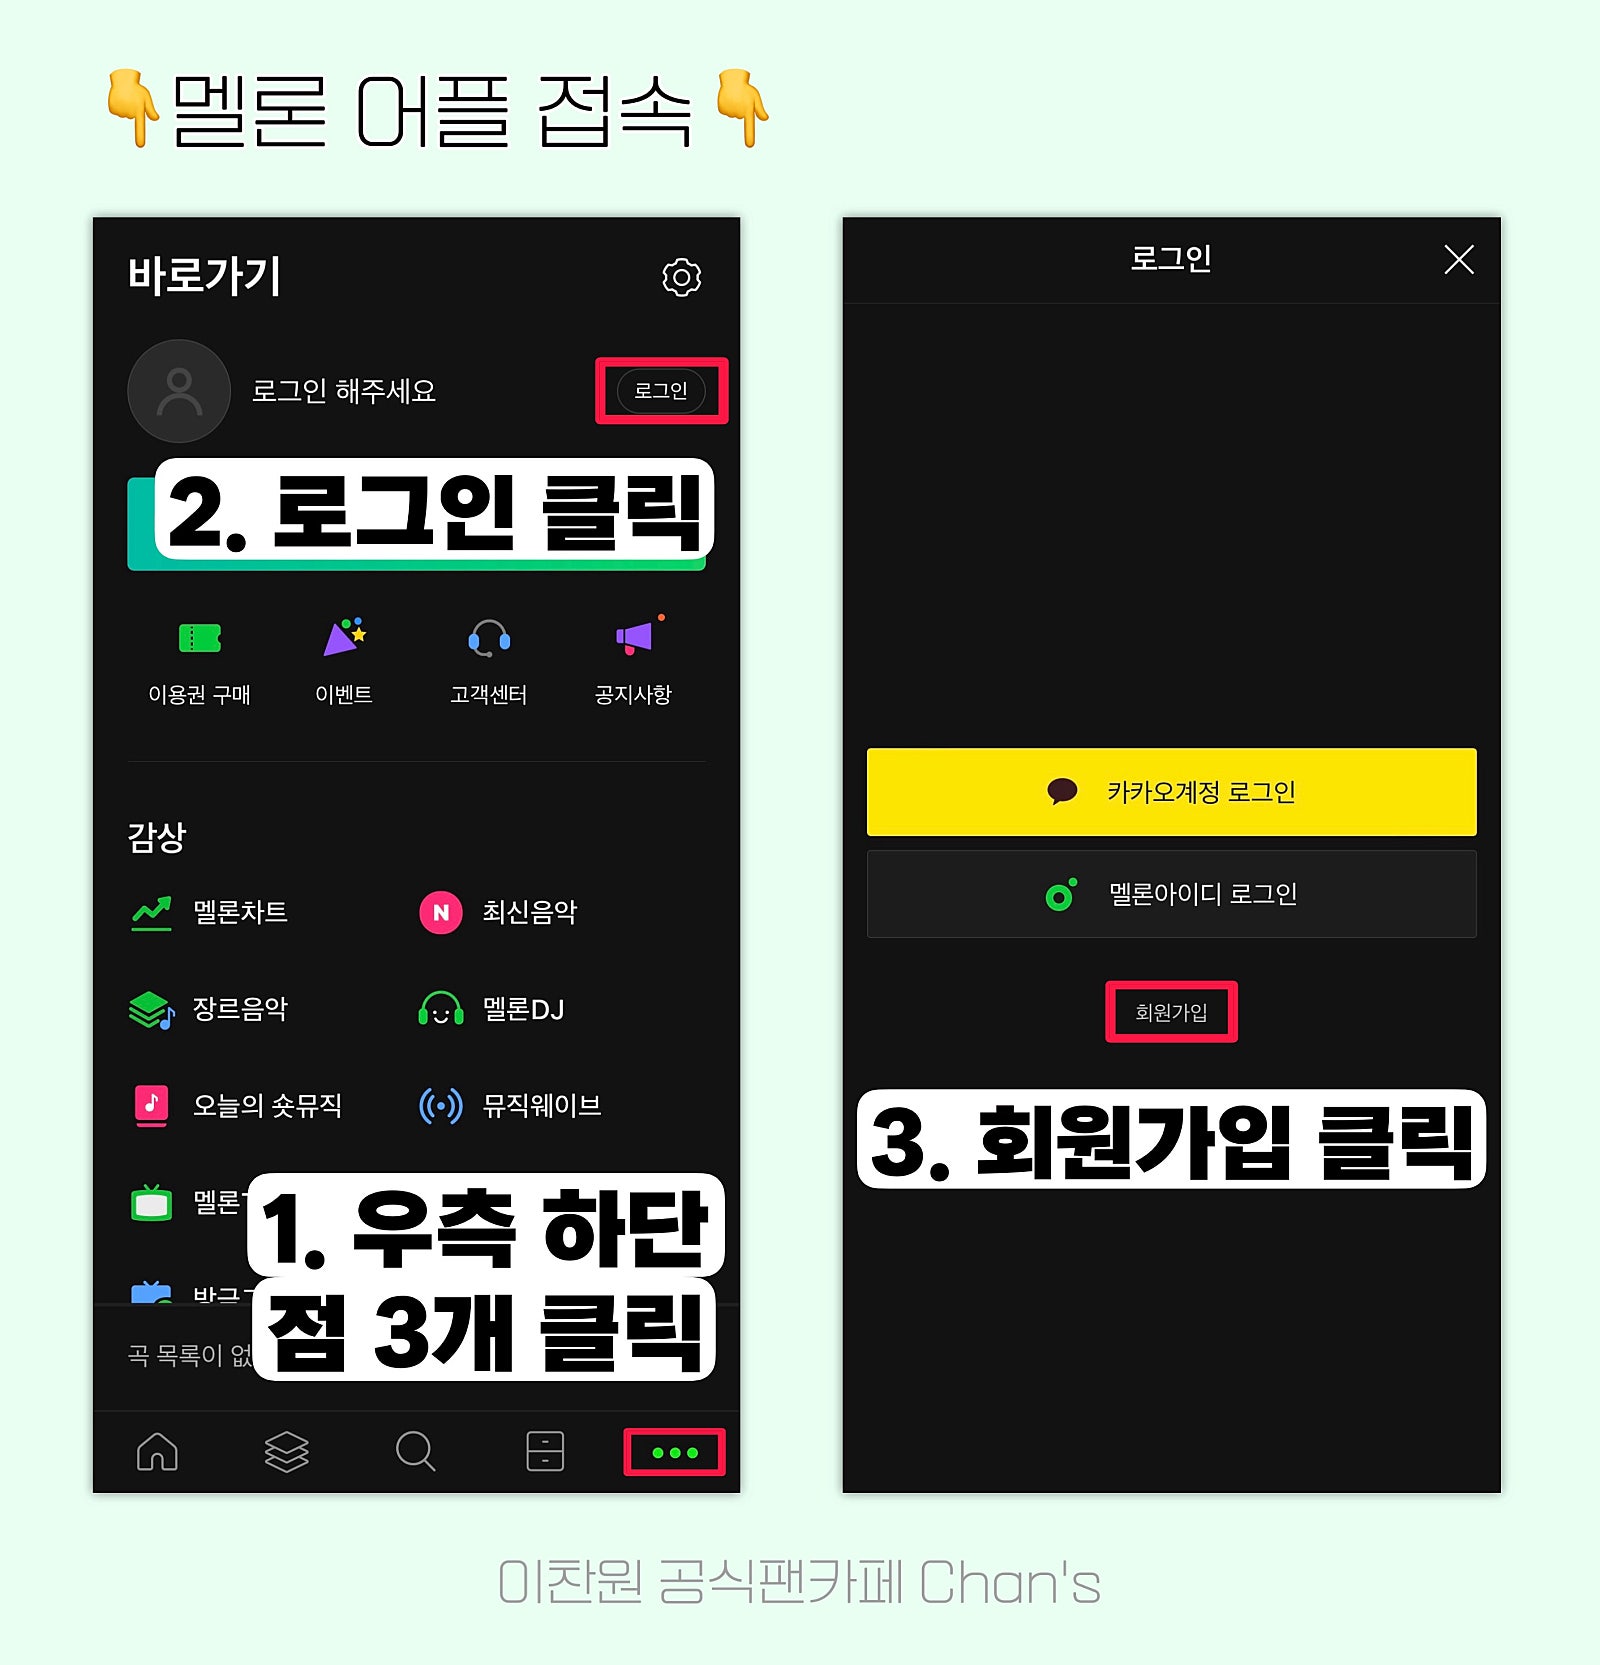 👇멜론 어플 접속👇
바로가기
로그인 해주세요
로그인
2. 로그인 클릭
이용권 구매
이벤트
고객센터
공지사항
감상
멜론차트
최신음악
N
장르음악
멜론DJ
오늘의 숏뮤직
뮤직웨이브
멜론
1. 우측 하단
점 3개 클릭
곡 목록이
로그인
카카오계정 로그인
멜론아이디 로그인
회원가입
3. 회원가입 클릭
이찬원 공식팬카페 Chan's